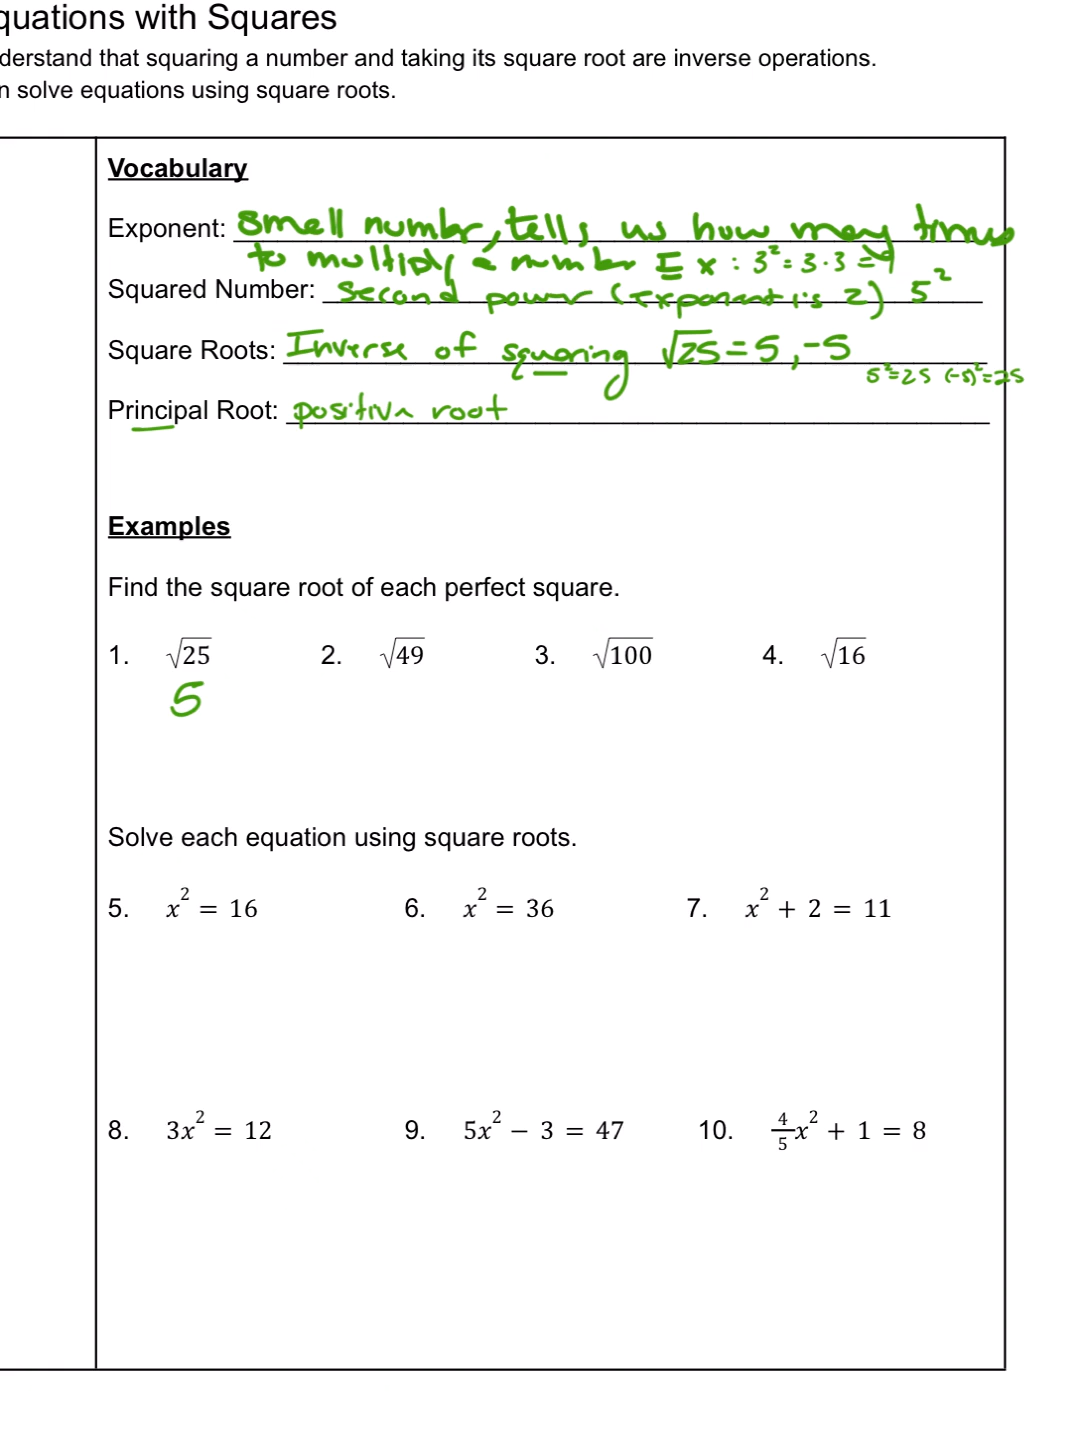 quations with Squares
derstand that squaring a number and taking its square root are inverse operations.
n solve equations using square roots.
Vocabulary
Exponent: Small number, tells us how many times
to multiply a number Ex: 3² = 3·3 = 9
Squared Number: Second power (Exponent is 2) 5²
Square Roots: Inverse of squaring √25 = 5, -5
5² = 25 (-5)² = 25
Principal Root: positive root
Examples
Find the square root of each perfect square.
1. √25 2. √49 3. √100 4. √16
5
Solve each equation using square roots.
5. x² = 16 6. x² = 36 7. x² + 2 = 11
8. 3x² = 12 9. 5x² − 3 = 47 10. 4/5 x² + 1 = 8